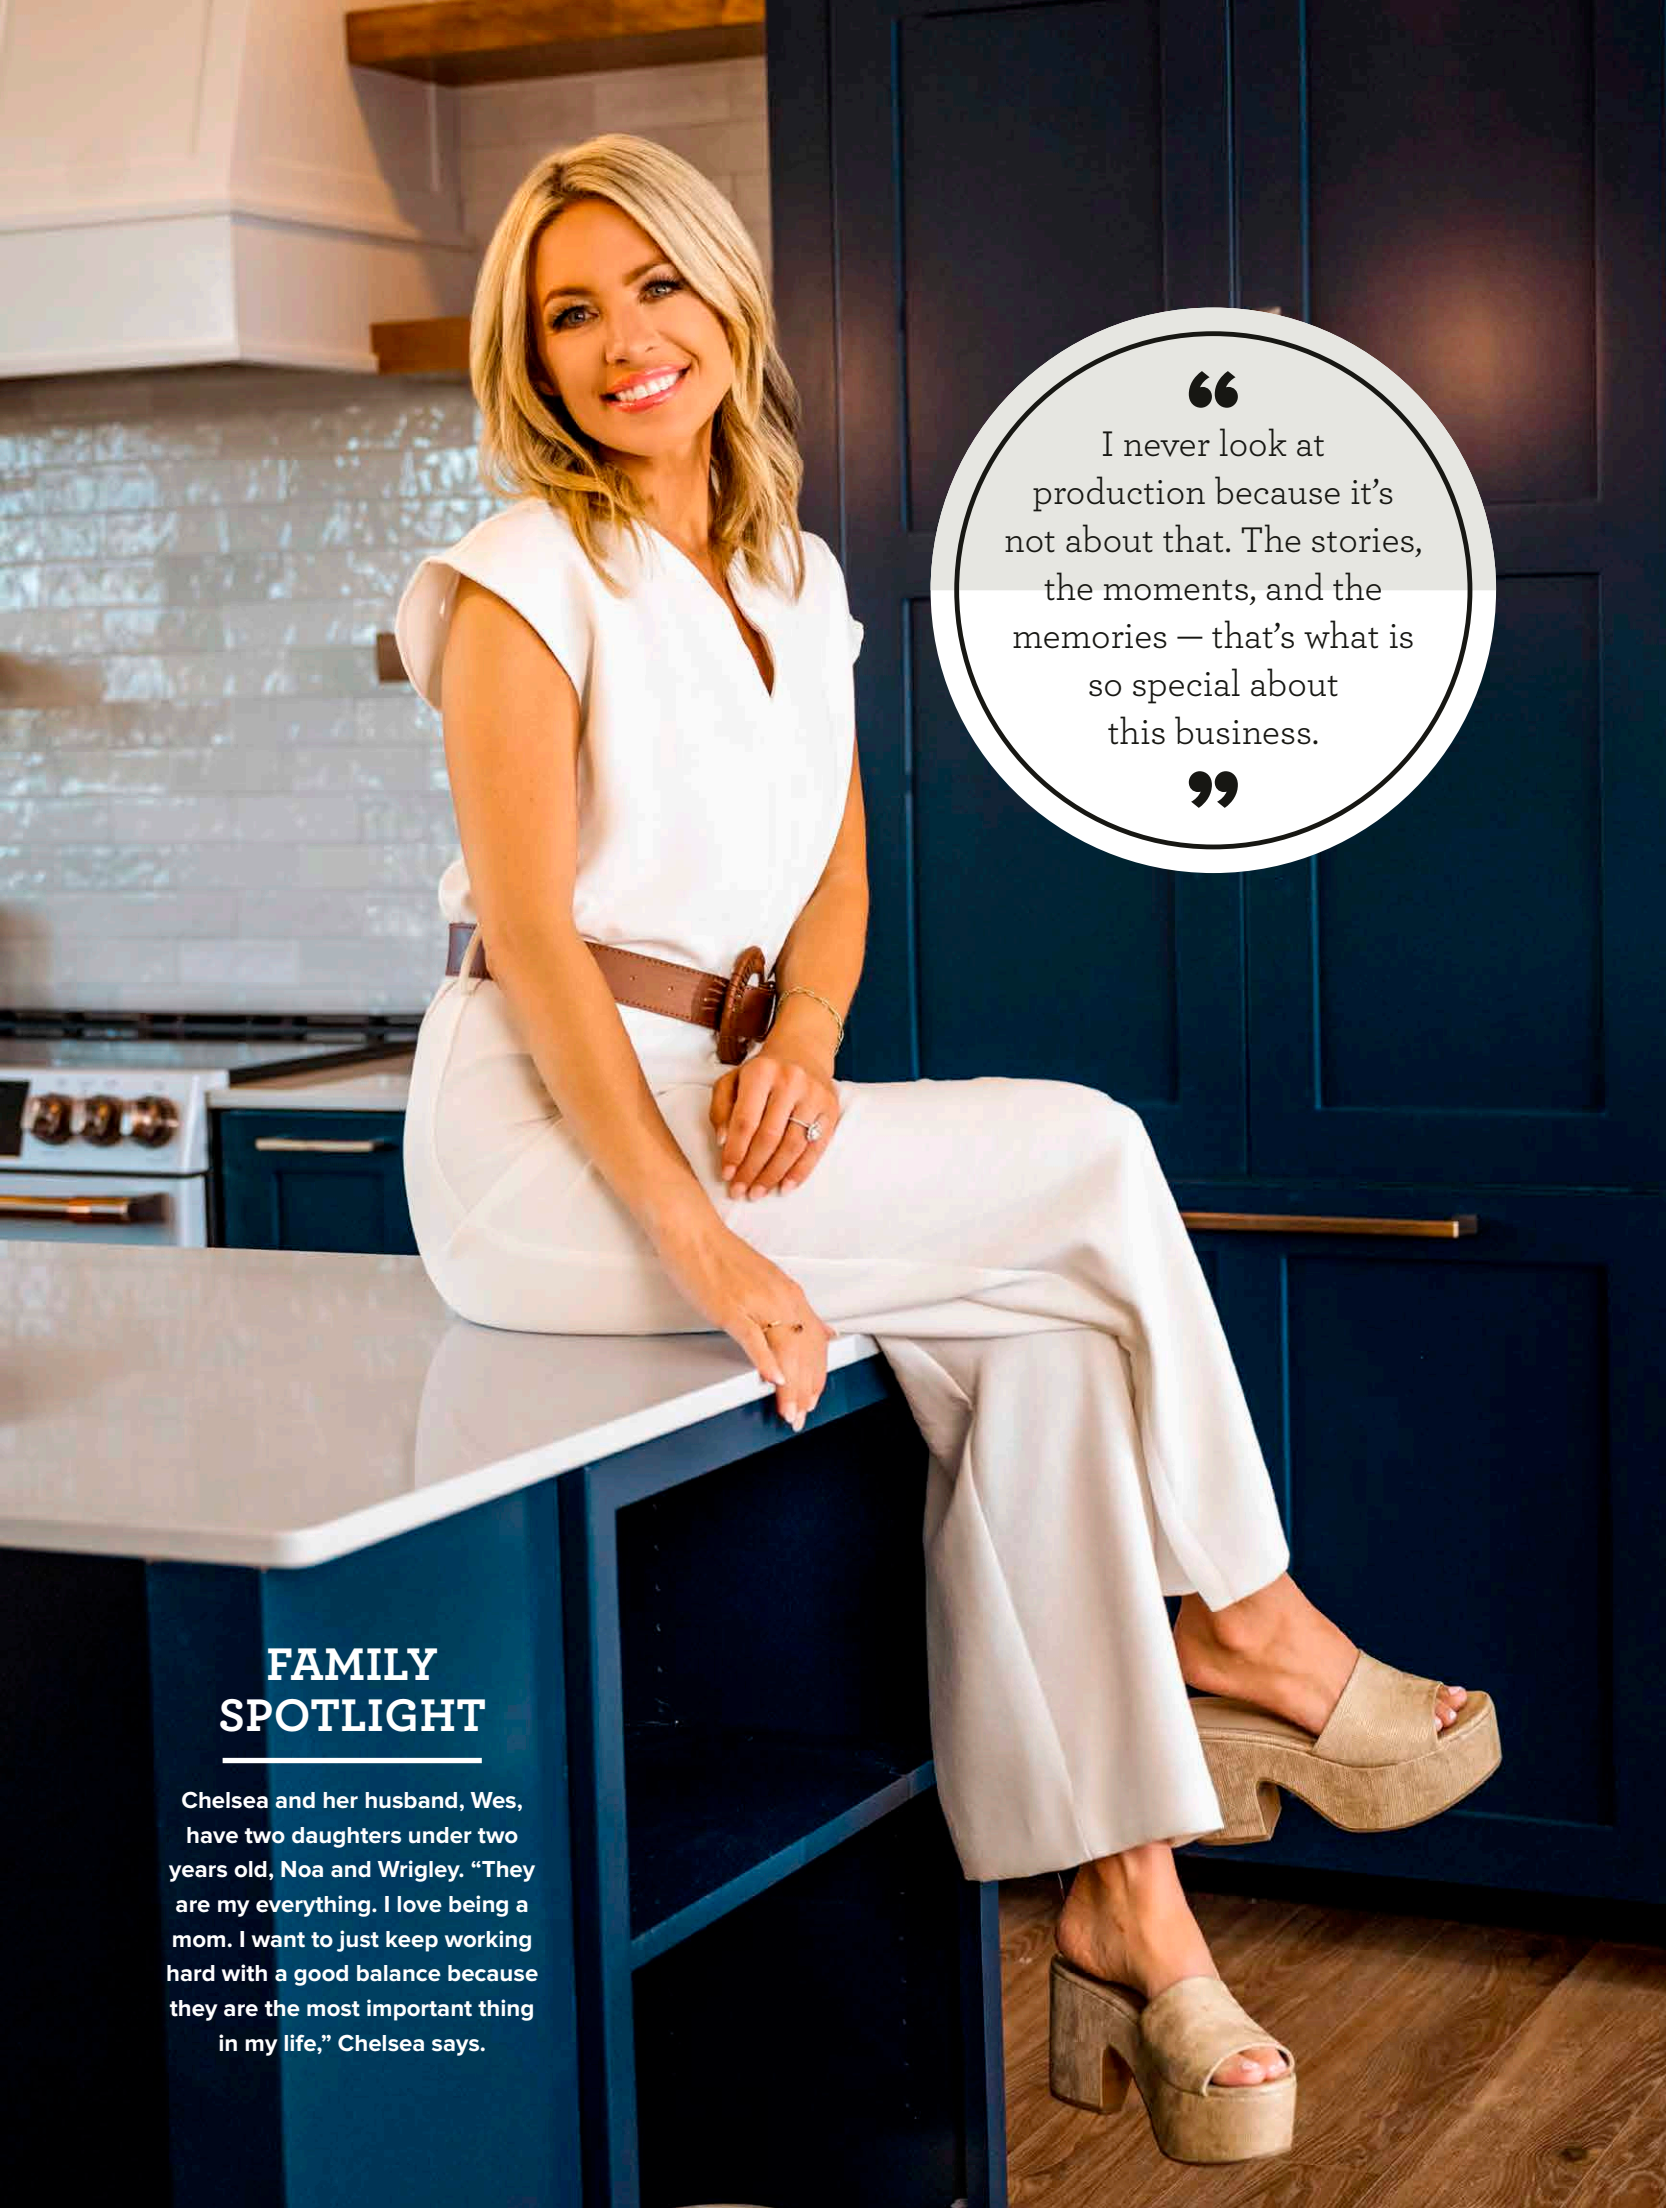 “
I never look at
production because it’s
not about that. The stories,
the moments, and the
memories — that’s what is
so special about
this business.
”
FAMILY
SPOTLIGHT
Chelsea and her husband, Wes,
have two daughters under two
years old, Noa and Wrigley. “They
are my everything. I love being a
mom. I want to just keep working
hard with a good balance because
they are the most important thing
in my life,” Chelsea says.